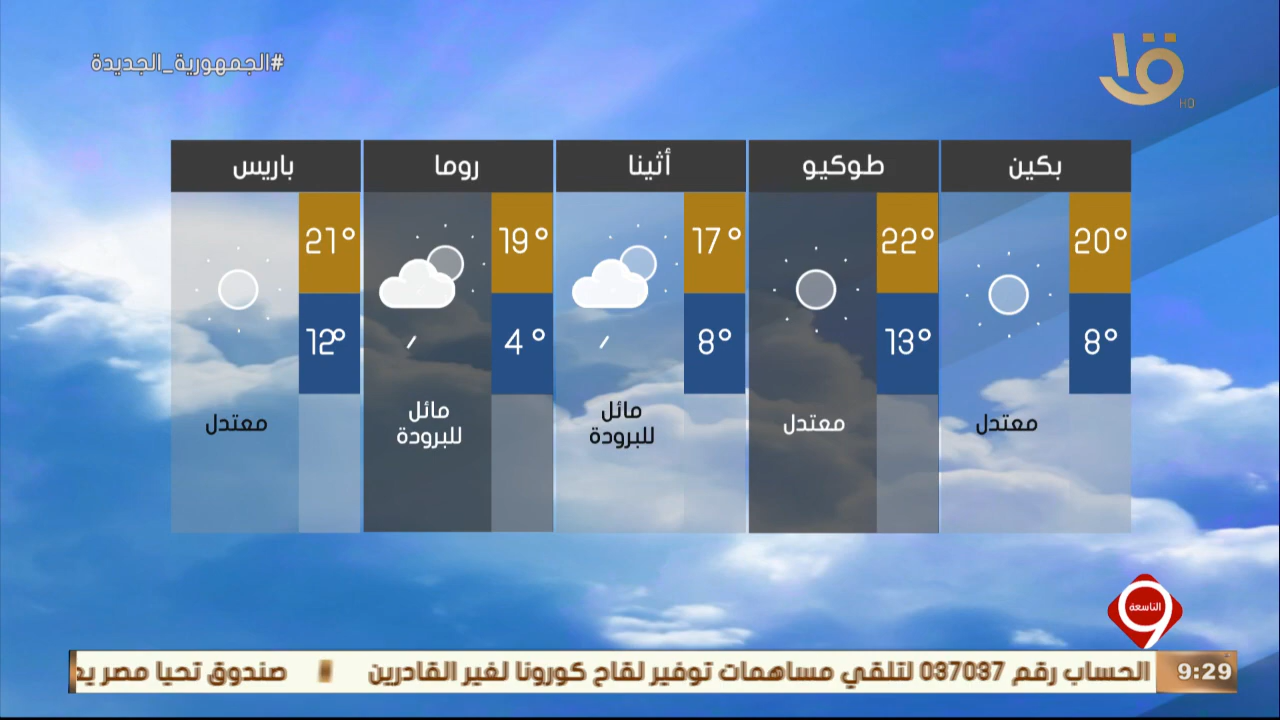 #الجمهورية_الجديدة
HD
بكين
20°
8°
معتدل
طوكيو
22°
13°
معتدل
أثينا
17°
8°
مائل
للبرودة
روما
19°
4°
مائل
للبرودة
باريس
21°
12°
معتدل
التاسعة
9
9:29
الحساب رقم 037037 لتلقي مساهمات توفير لقاح كورونا لغير القادرين
صندوق تحيا مصر